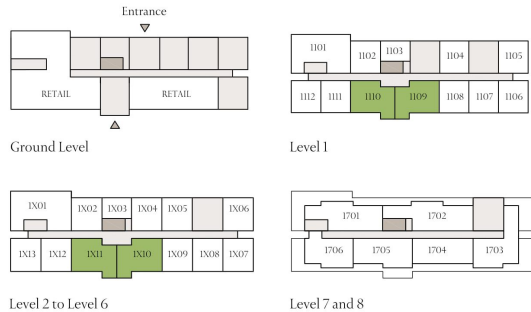 Entrance
RETAIL
RETAIL
Ground Level
1101
1102
1103
1104
1105
1112
1111
1110
1109
1108
1107
1106
Level 1
1X01
1X02
1X03
1X04
1X05
1X06
1X13
1X12
1X11
1X10
1X09
1X08
1X07
Level 2 to Level 6
1701
1702
1706
1705
1704
1703
Level 7 and 8